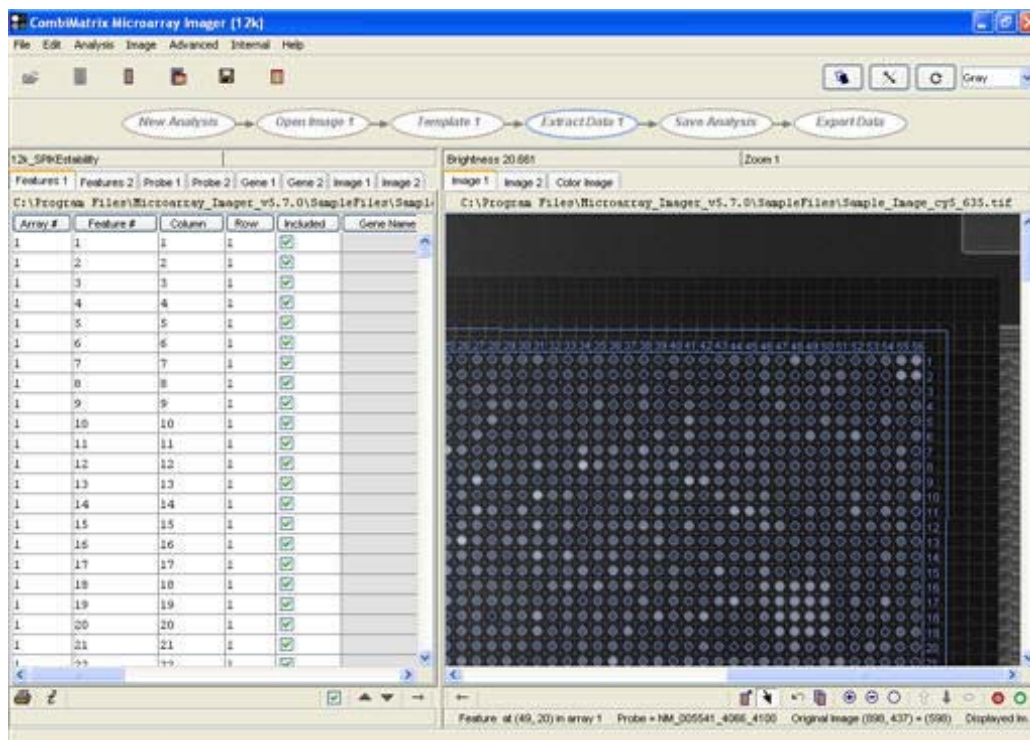 CombiMatrix Microarray Imager (12k)
File Edit Analysis Image Advanced Internal Help
Gray
New Analysis Open Image 1 Template 1 Extract Data 1 Save Analysis Export Data
12k_SPIKEstability Brightness 20.661 Zoom 1
Features 1 Features 2 Probe 1 Probe 2 Gene 1 Gene 2 Image 1 Image 2 Image 1 Image 2 Color Image
C:\Program Files\Microarray_Imager_v5.7.0\SampleFiles\Sampl C:\Program Files\Microarray_Imager_v5.7.0\SampleFiles\Sample_Image_cy5_635.tif
Array # Feature # Column Row Included Gene Name
1 1 1 1
1 2 2 1
1 3 3 1
1 4 4 1
1 5 5 1
1 6 6 1
1 7 7 1
1 8 8 1
1 9 9 1
1 10 10 1
1 11 11 1
1 12 12 1
1 13 13 1
1 14 14 1
1 15 15 1
1 16 16 1
1 17 17 1
1 18 18 1
1 19 19 1
1 20 20 1
1 21 21 1
1 22 22 1
Feature at (49, 20) in array 1 Probe = NM_005541_4066_4100 Original Image (898, 437) = (598) Displayed